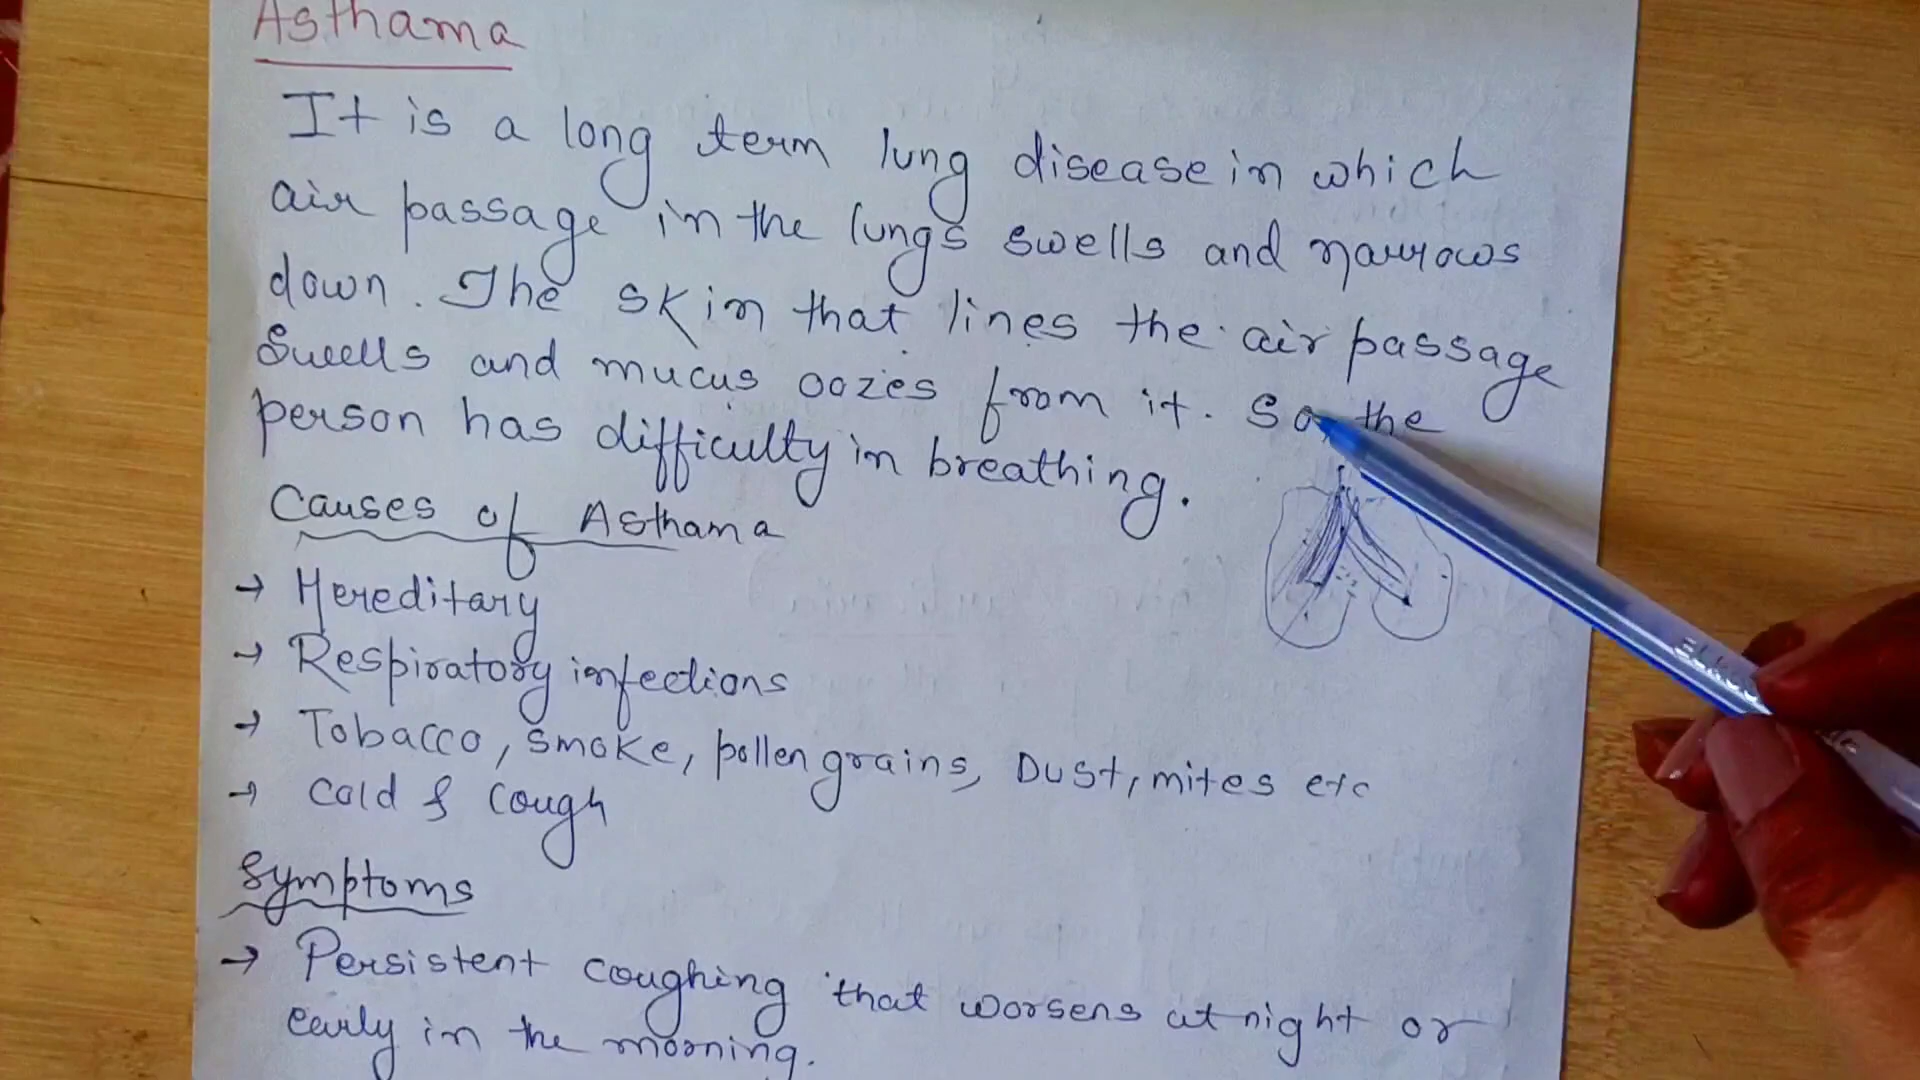 Asthama
It is a long term lung disease in which
air passage in the lungs swells and narrows
down. The skin that lines the air passage
Swells and mucus oozes from it. So the
person has difficulty in breathing.
Causes of Asthama
→ Hereditary
→ Respiratory infections
→ Tobacco, smoke, pollen grains, Dust, mites etc
→ Cold & Cough
Symptoms
→ Persistent coughing that worsens at night or
early in the morning.